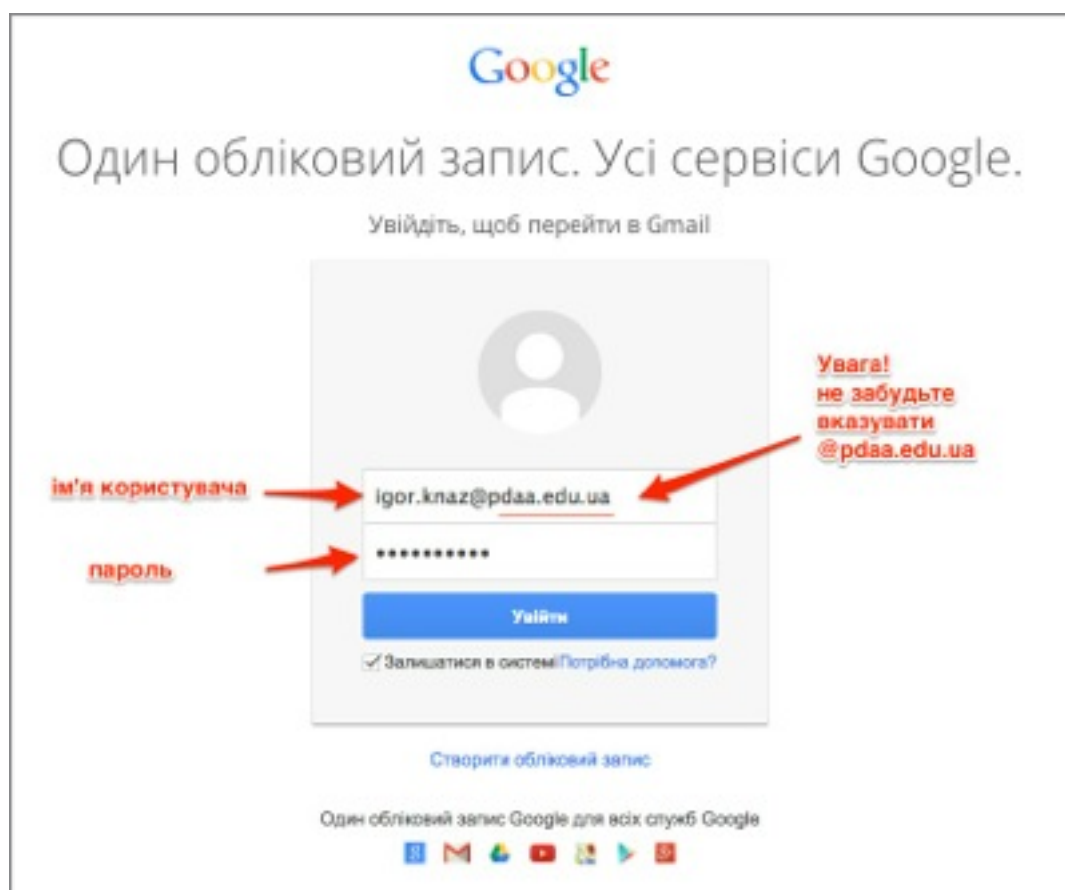 Google
Один обліковий запис. Усі сервіси Google.
Увійдіть, щоб перейти в Gmail
Увага!
не забудьте
вказувати
@pdaa.edu.ua
ім'я користувача
igor.knaz@pdaa.edu.ua
пароль
••••••••••
Увійти
Залишатися в системі Потрібна допомога?
Створити обліковий запис
Один обліковий запис Google для всіх служб Google